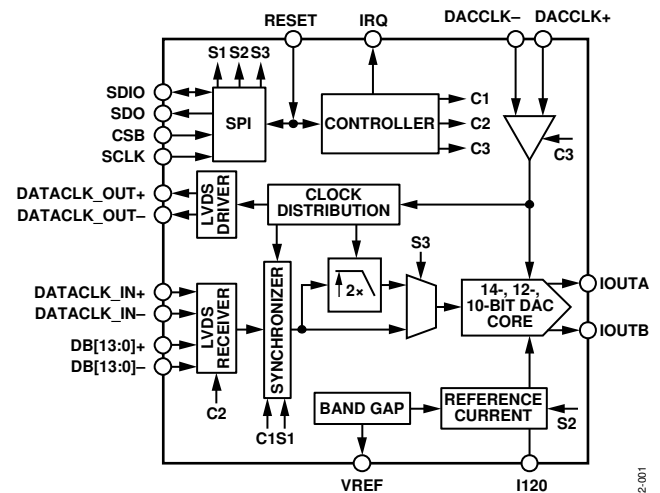 RESET IRQ DACCLK– DACCLK+
S1 S2 S3
SDIO
SDO
CSB
SCLK
SPI
CONTROLLER
C1
C2
C3
C3
DATACLK_OUT+
DATACLK_OUT–
LVDS
DRIVER
CLOCK
DISTRIBUTION
S3
DATACLK_IN+
DATACLK_IN–
DB[13:0]+
DB[13:0]–
LVDS
RECEIVER
SYNCHRONIZER
2×
14-, 12-,
10-BIT DAC
CORE
IOUTA
IOUTB
C2
C1 S1
BAND GAP
REFERENCE
CURRENT
S2
VREF
I120
2-001